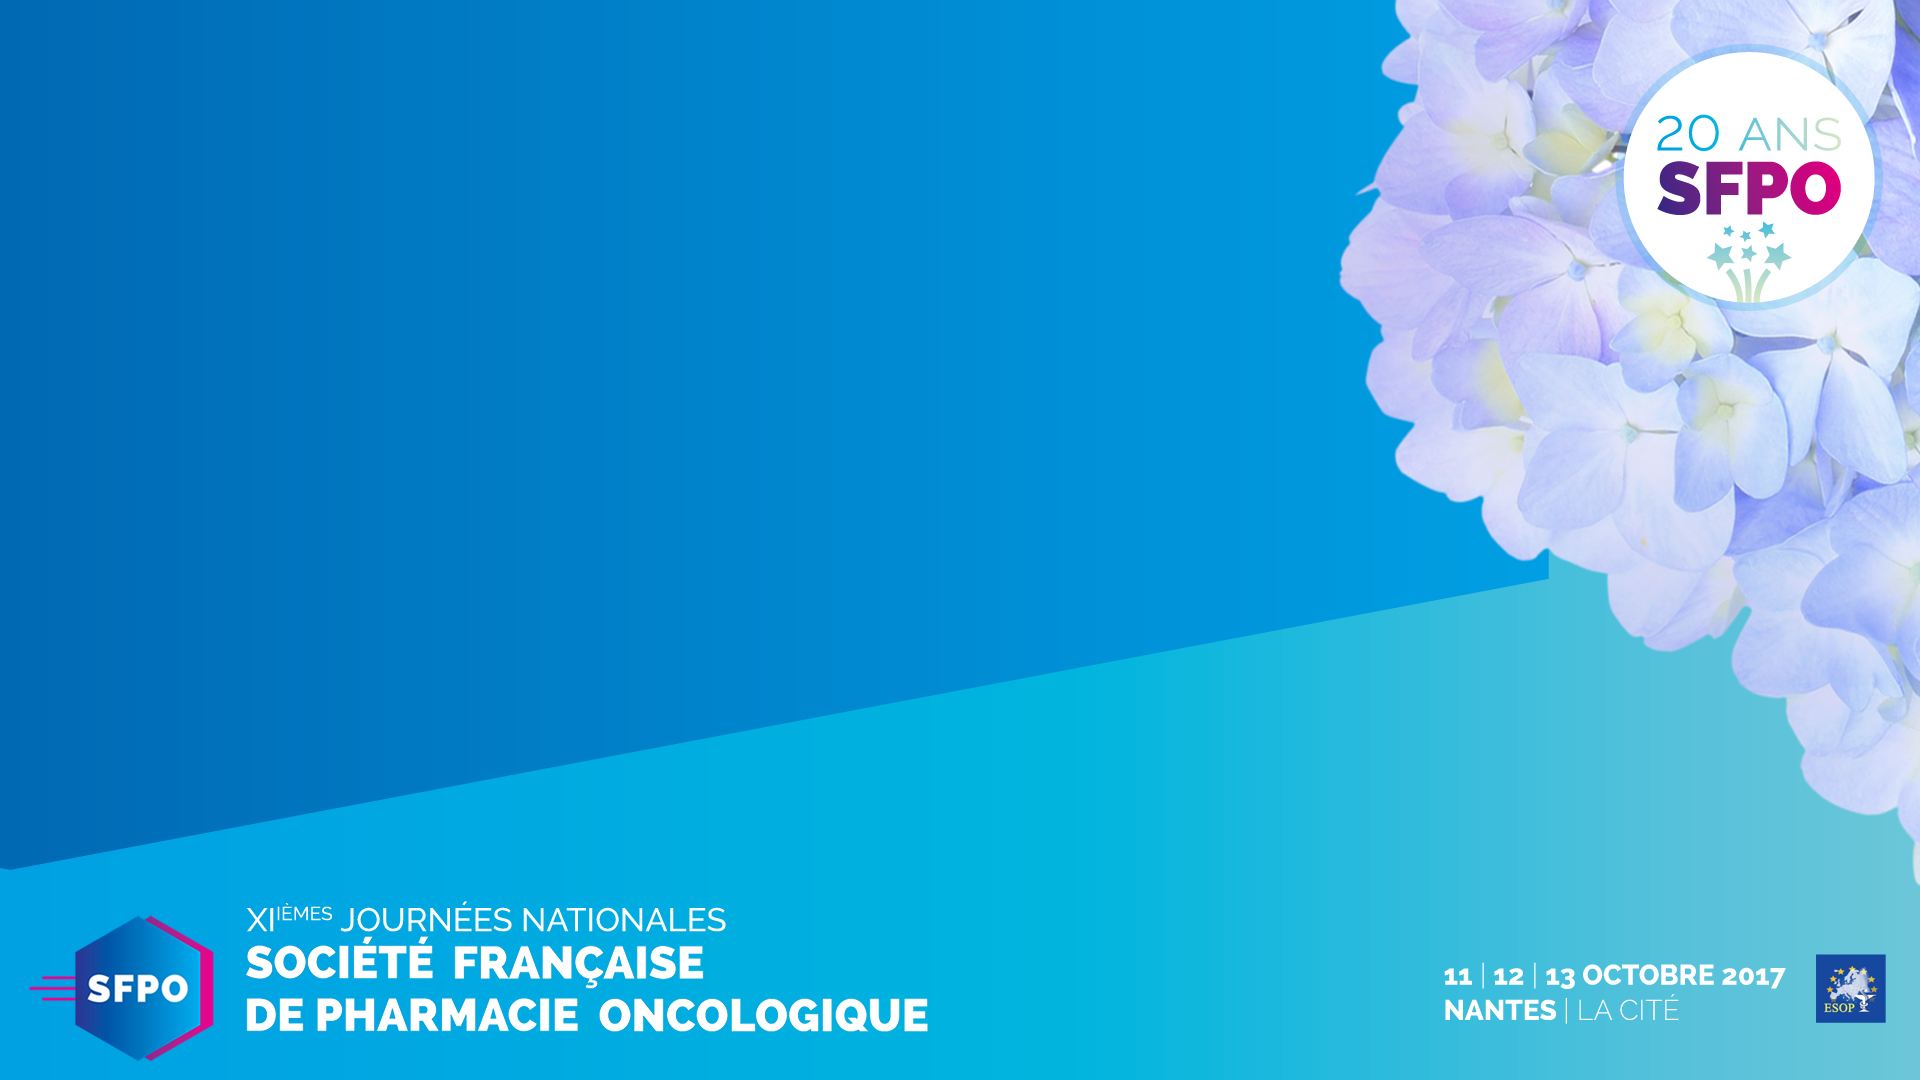 20 ANS
SFPO
XIIÈMES JOURNÉES NATIONALES
SOCIÉTÉ FRANÇAISE
DE PHARMACIE ONCOLOGIQUE
SFPO
11 | 12 | 13 OCTOBRE 2017
NANTES | LA CITÉ
ESOP